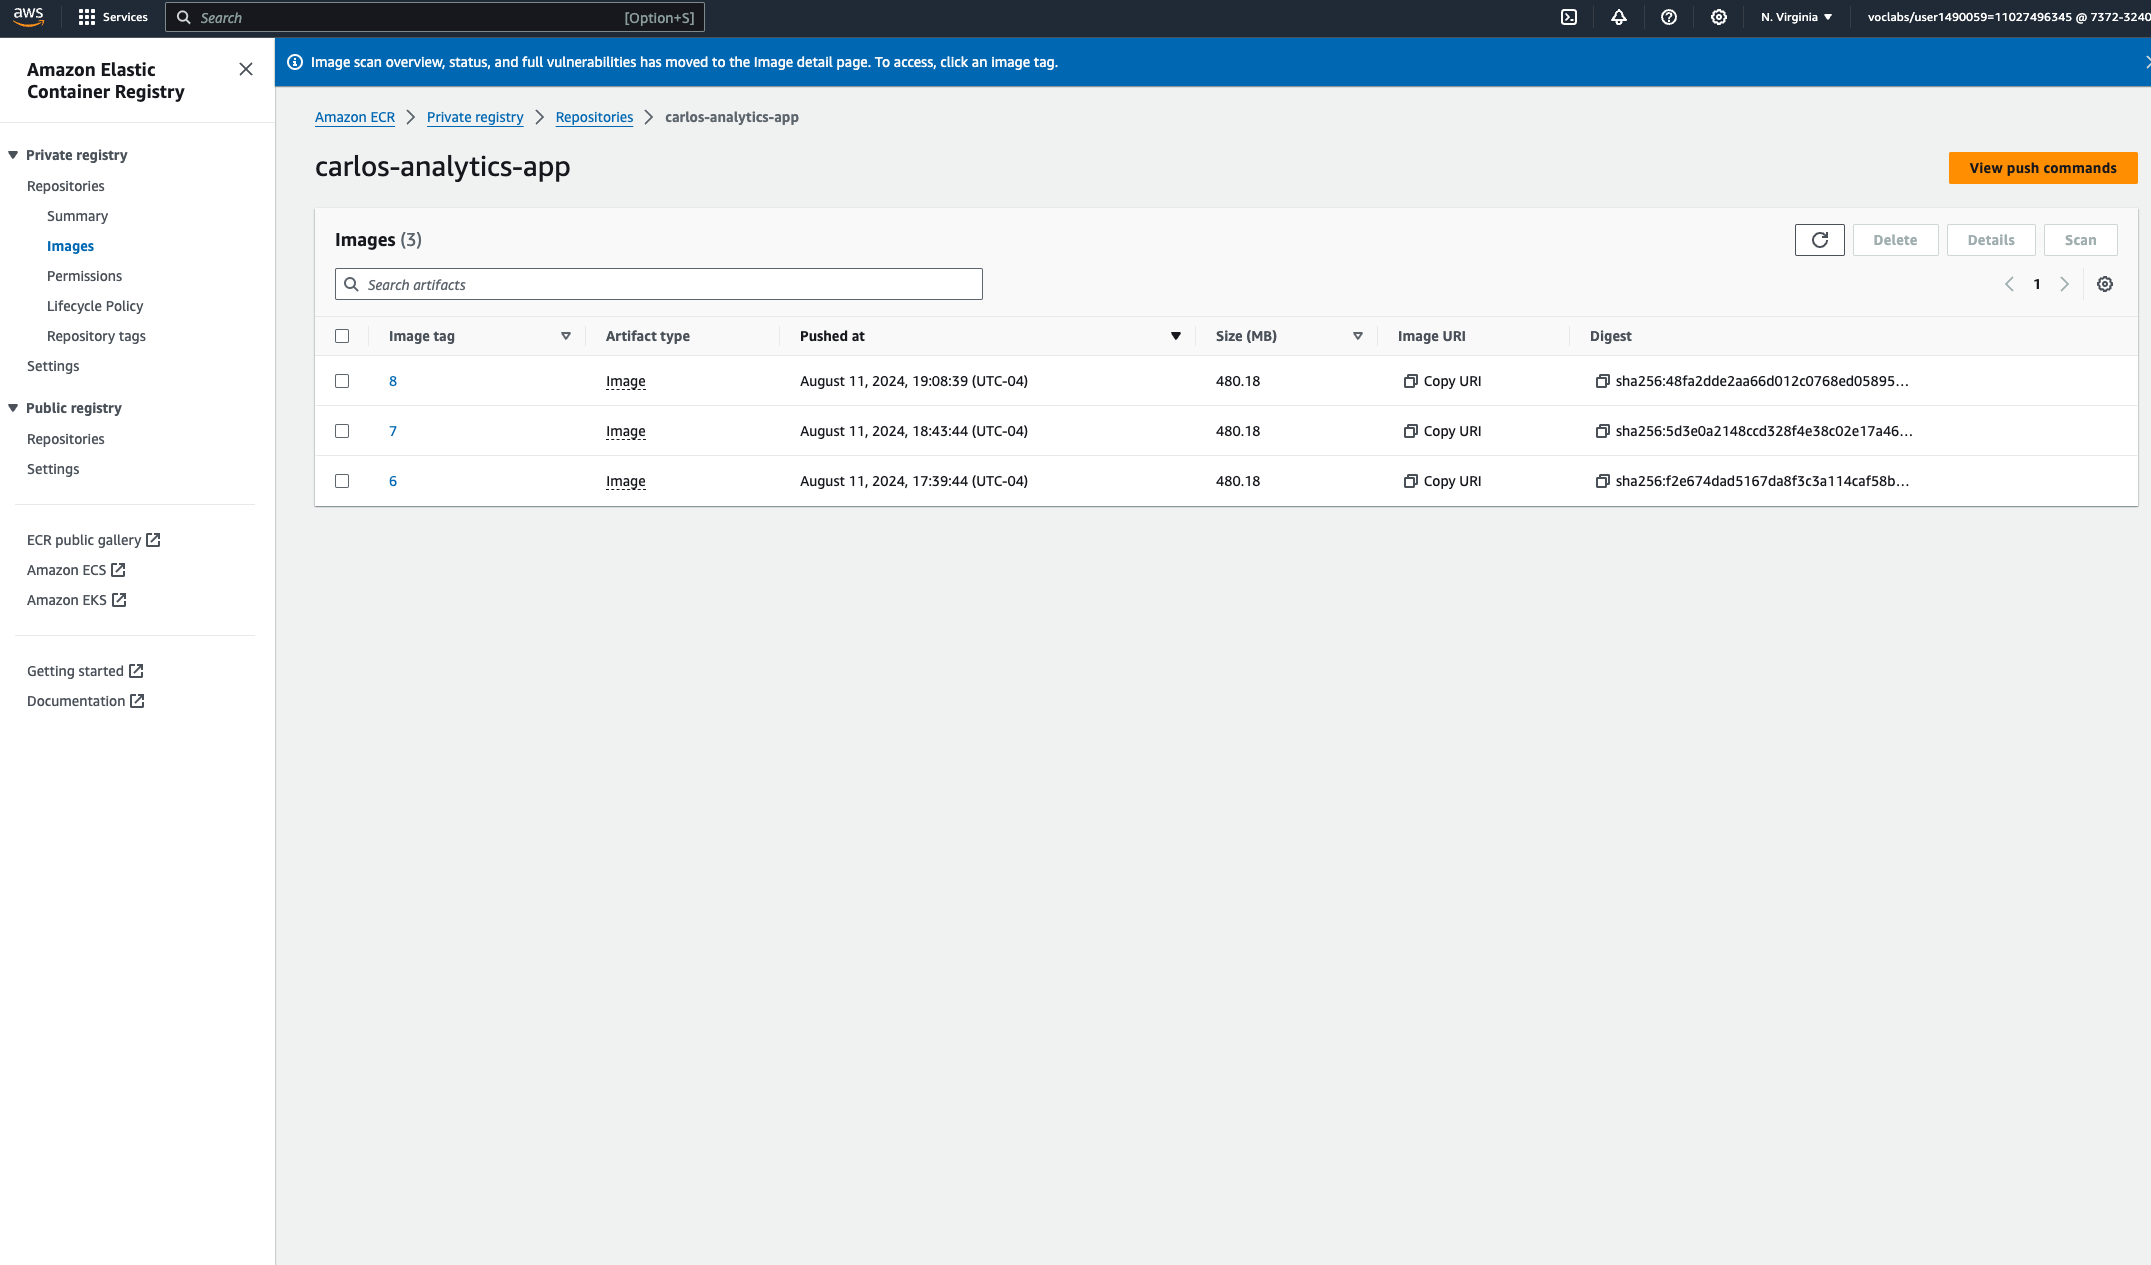 aws
Services
Search
[Option+S]
N. Virginia
voclabs/user1490059=11027496345 @ 7372-3240
Amazon Elastic
Container Registry
Private registry
Repositories
Summary
Images
Permissions
Lifecycle Policy
Repository tags
Settings
Public registry
Repositories
Settings
ECR public gallery
Amazon ECS
Amazon EKS
Getting started
Documentation
Image scan overview, status, and full vulnerabilities has moved to the Image detail page. To access, click an image tag.
Amazon ECR
Private registry
Repositories
carlos-analytics-app
carlos-analytics-app
View push commands
Images (3)
Delete
Details
Scan
Search artifacts
1
Image tag
Artifact type
Pushed at
Size (MB)
Image URI
Digest
8
Image
August 11, 2024, 19:08:39 (UTC-04)
480.18
Copy URI
sha256:48fa2dde2aa66d012c0768ed05895...
7
Image
August 11, 2024, 18:43:44 (UTC-04)
480.18
Copy URI
sha256:5d3e0a2148ccd328f4e38c02e17a46...
6
Image
August 11, 2024, 17:39:44 (UTC-04)
480.18
Copy URI
sha256:f2e674dad5167da8f3c3a114caf58b...